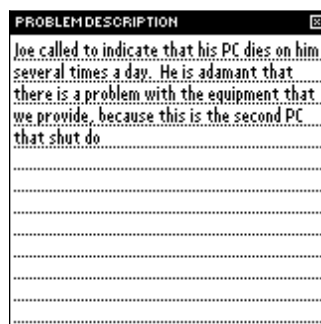 PROBLEM DESCRIPTION
Joe called to indicate that his PC dies on him
several times a day. He is adamant that
there is a problem with the equipment that
we provide, because this is the second PC
that shut do